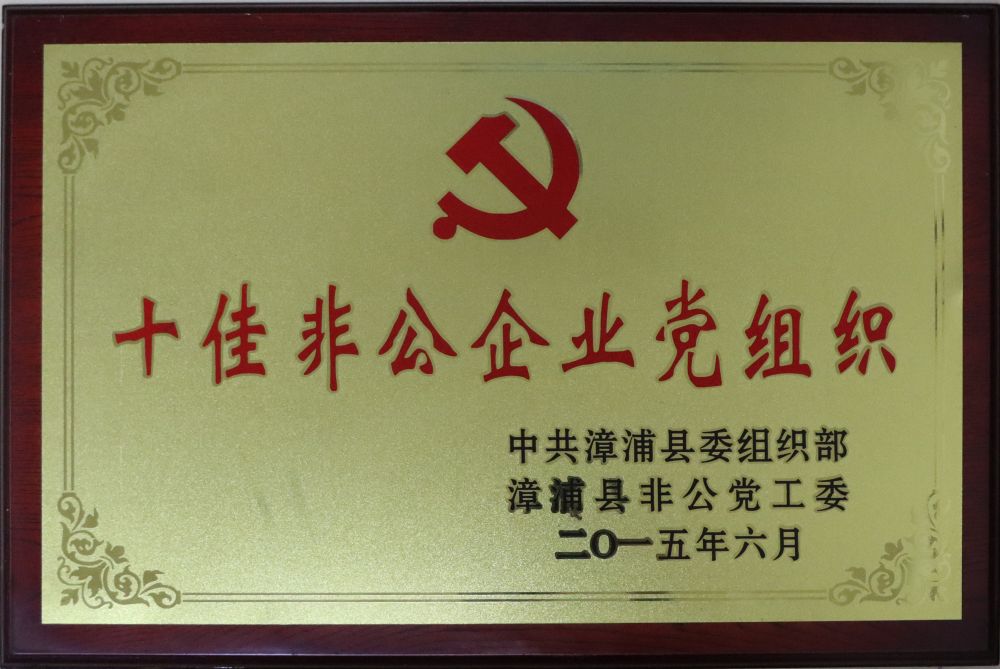 十佳非公企业党组织
中共漳浦县委组织部
漳浦县非公党工委
二〇一五年六月